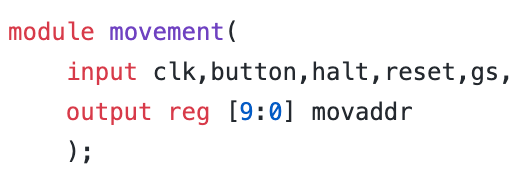 module movement(
    input clk,button,halt,reset,gs,
    output reg [9:0] movaddr
    );